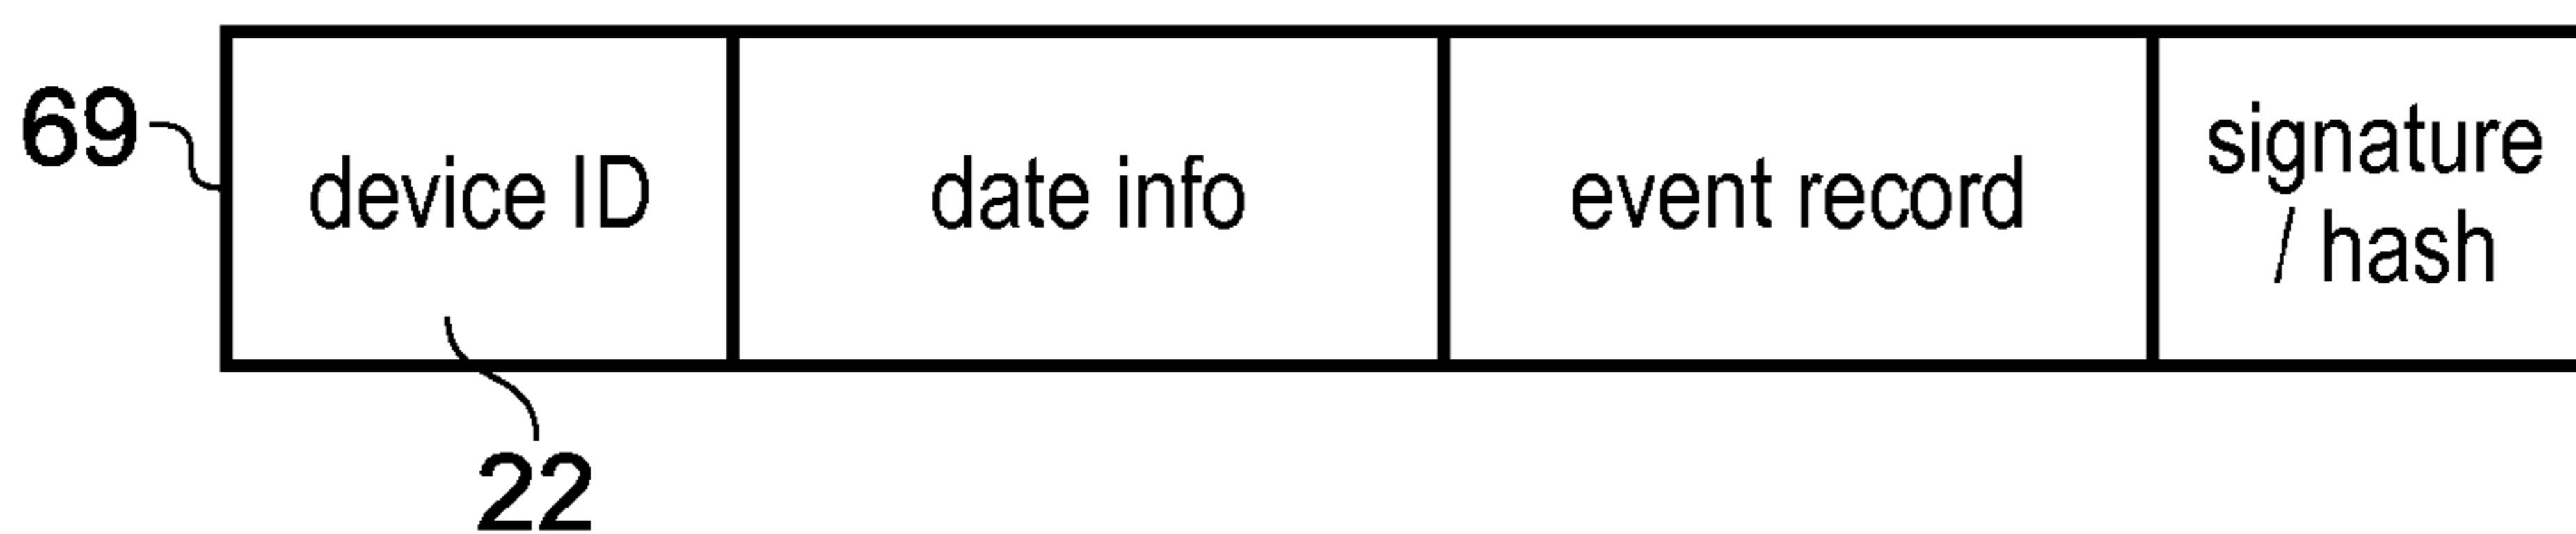 69
device ID
date info
event record
signature
/ hash
22